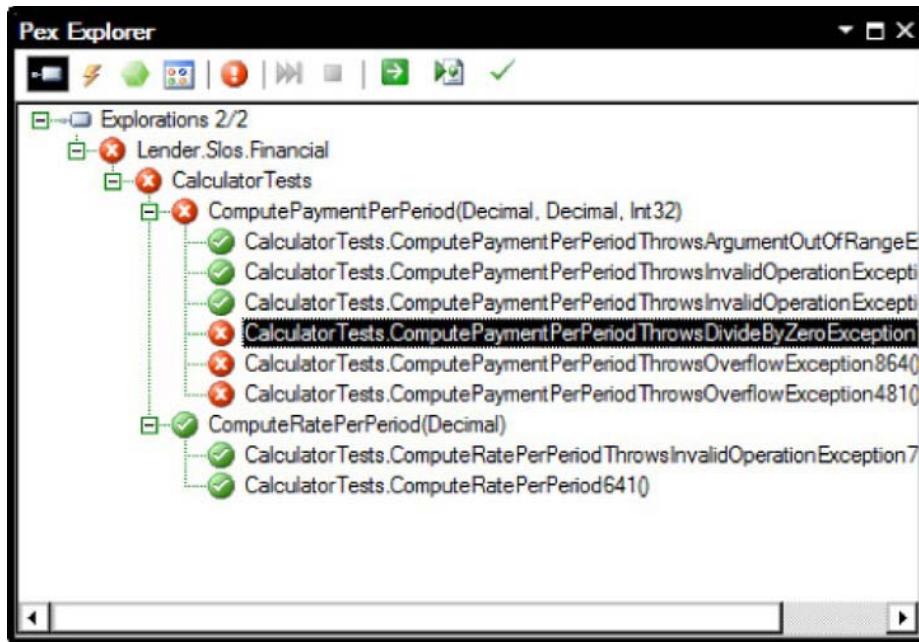 Pex Explorer
Explorations 2/2
Lender.Slos.Financial
CalculatorTests
ComputePaymentPerPeriod(Decimal, Decimal, Int32)
CalculatorTests.ComputePaymentPerPeriodThrowsArgumentOutOfRangeE
CalculatorTests.ComputePaymentPerPeriodThrowsInvalidOperationExcepti
CalculatorTests.ComputePaymentPerPeriodThrowsInvalidOperationExcepti
CalculatorTests.ComputePaymentPerPeriodThrowsDivideByZeroException
CalculatorTests.ComputePaymentPerPeriodThrowsOverflowException864()
CalculatorTests.ComputePaymentPerPeriodThrowsOverflowException481()
ComputeRatePerPeriod(Decimal)
CalculatorTests.ComputeRatePerPeriodThrowsInvalidOperationException7
CalculatorTests.ComputeRatePerPeriod641()